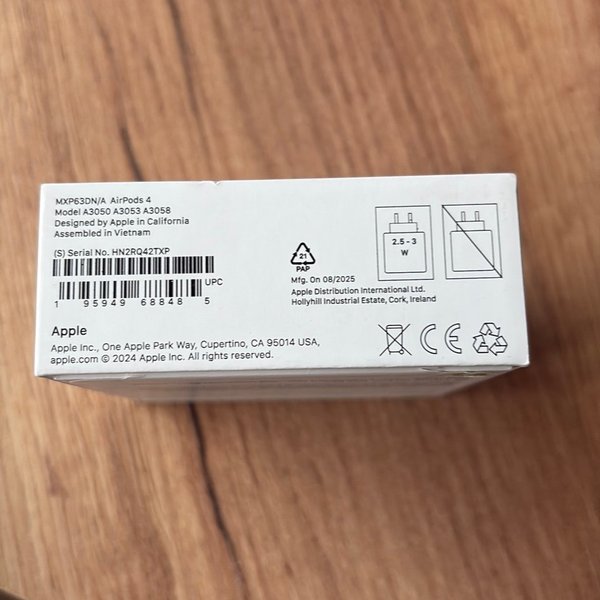 MXP63DN/A AirPods 4
Model A3050 A3053 A3058
Designed by Apple in California
Assembled in Vietnam
(S) Serial No. HN2RQ42TXP
UPC
1 95949 68848 5
Apple
Apple Inc., One Apple Park Way, Cupertino, CA 95014 USA,
apple.com © 2024 Apple Inc. All rights reserved.
21
PAP
Mfg. On 08/2025
Apple Distribution International Ltd.
Hollyhill Industrial Estate, Cork, Ireland
2.5 - 3
W
CE